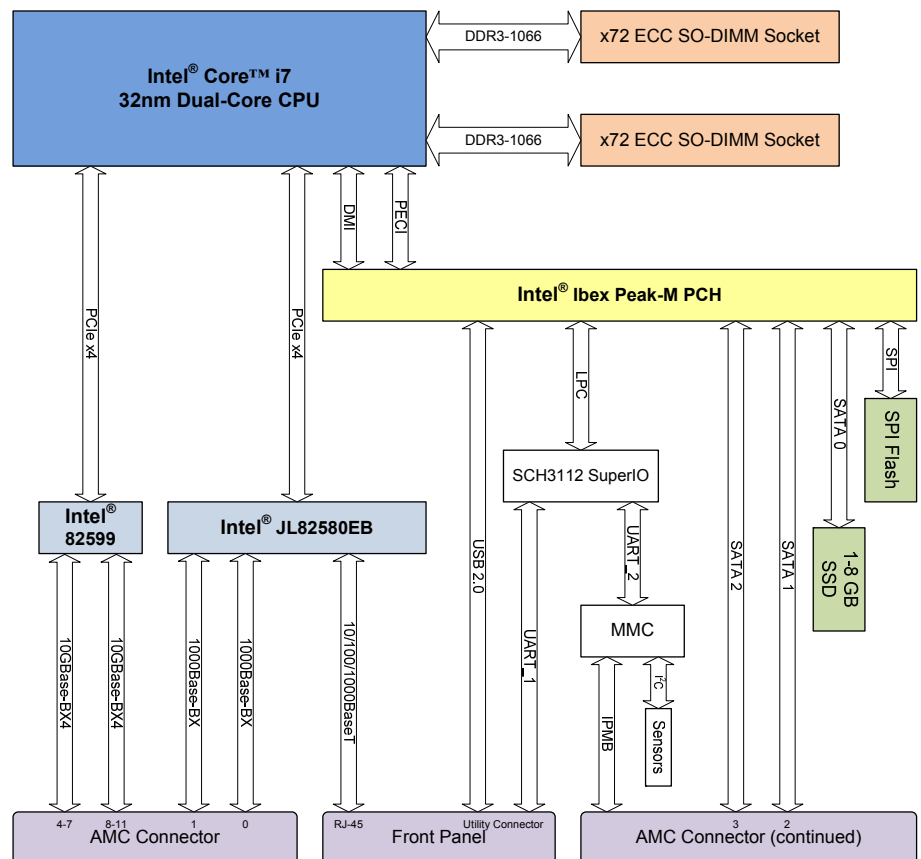 DDR3-1066
x72 ECC SO-DIMM Socket
Intel® Core™ i7
32nm Dual-Core CPU
DDR3-1066
x72 ECC SO-DIMM Socket
PCIe x4
PCIe x4
DMI
PECI
Intel® Ibex Peak-M PCH
USB 2.0
LPC
SATA 2
SATA 1
SATA 0
SPI
SPI Flash
SCH3112 SuperIO
Intel®
82599
Intel® JL82580EB
1-8 GB
SSD
UART_1
UART_2
MMC
10GBase-BX4
10GBase-BX4
1000Base-BX
1000Base-BX
10/100/1000BaseT
IPMB
I²C
Sensors
4-7
8-11
1
0
AMC Connector
RJ-45
Utility Connector
Front Panel
3
2
AMC Connector (continued)